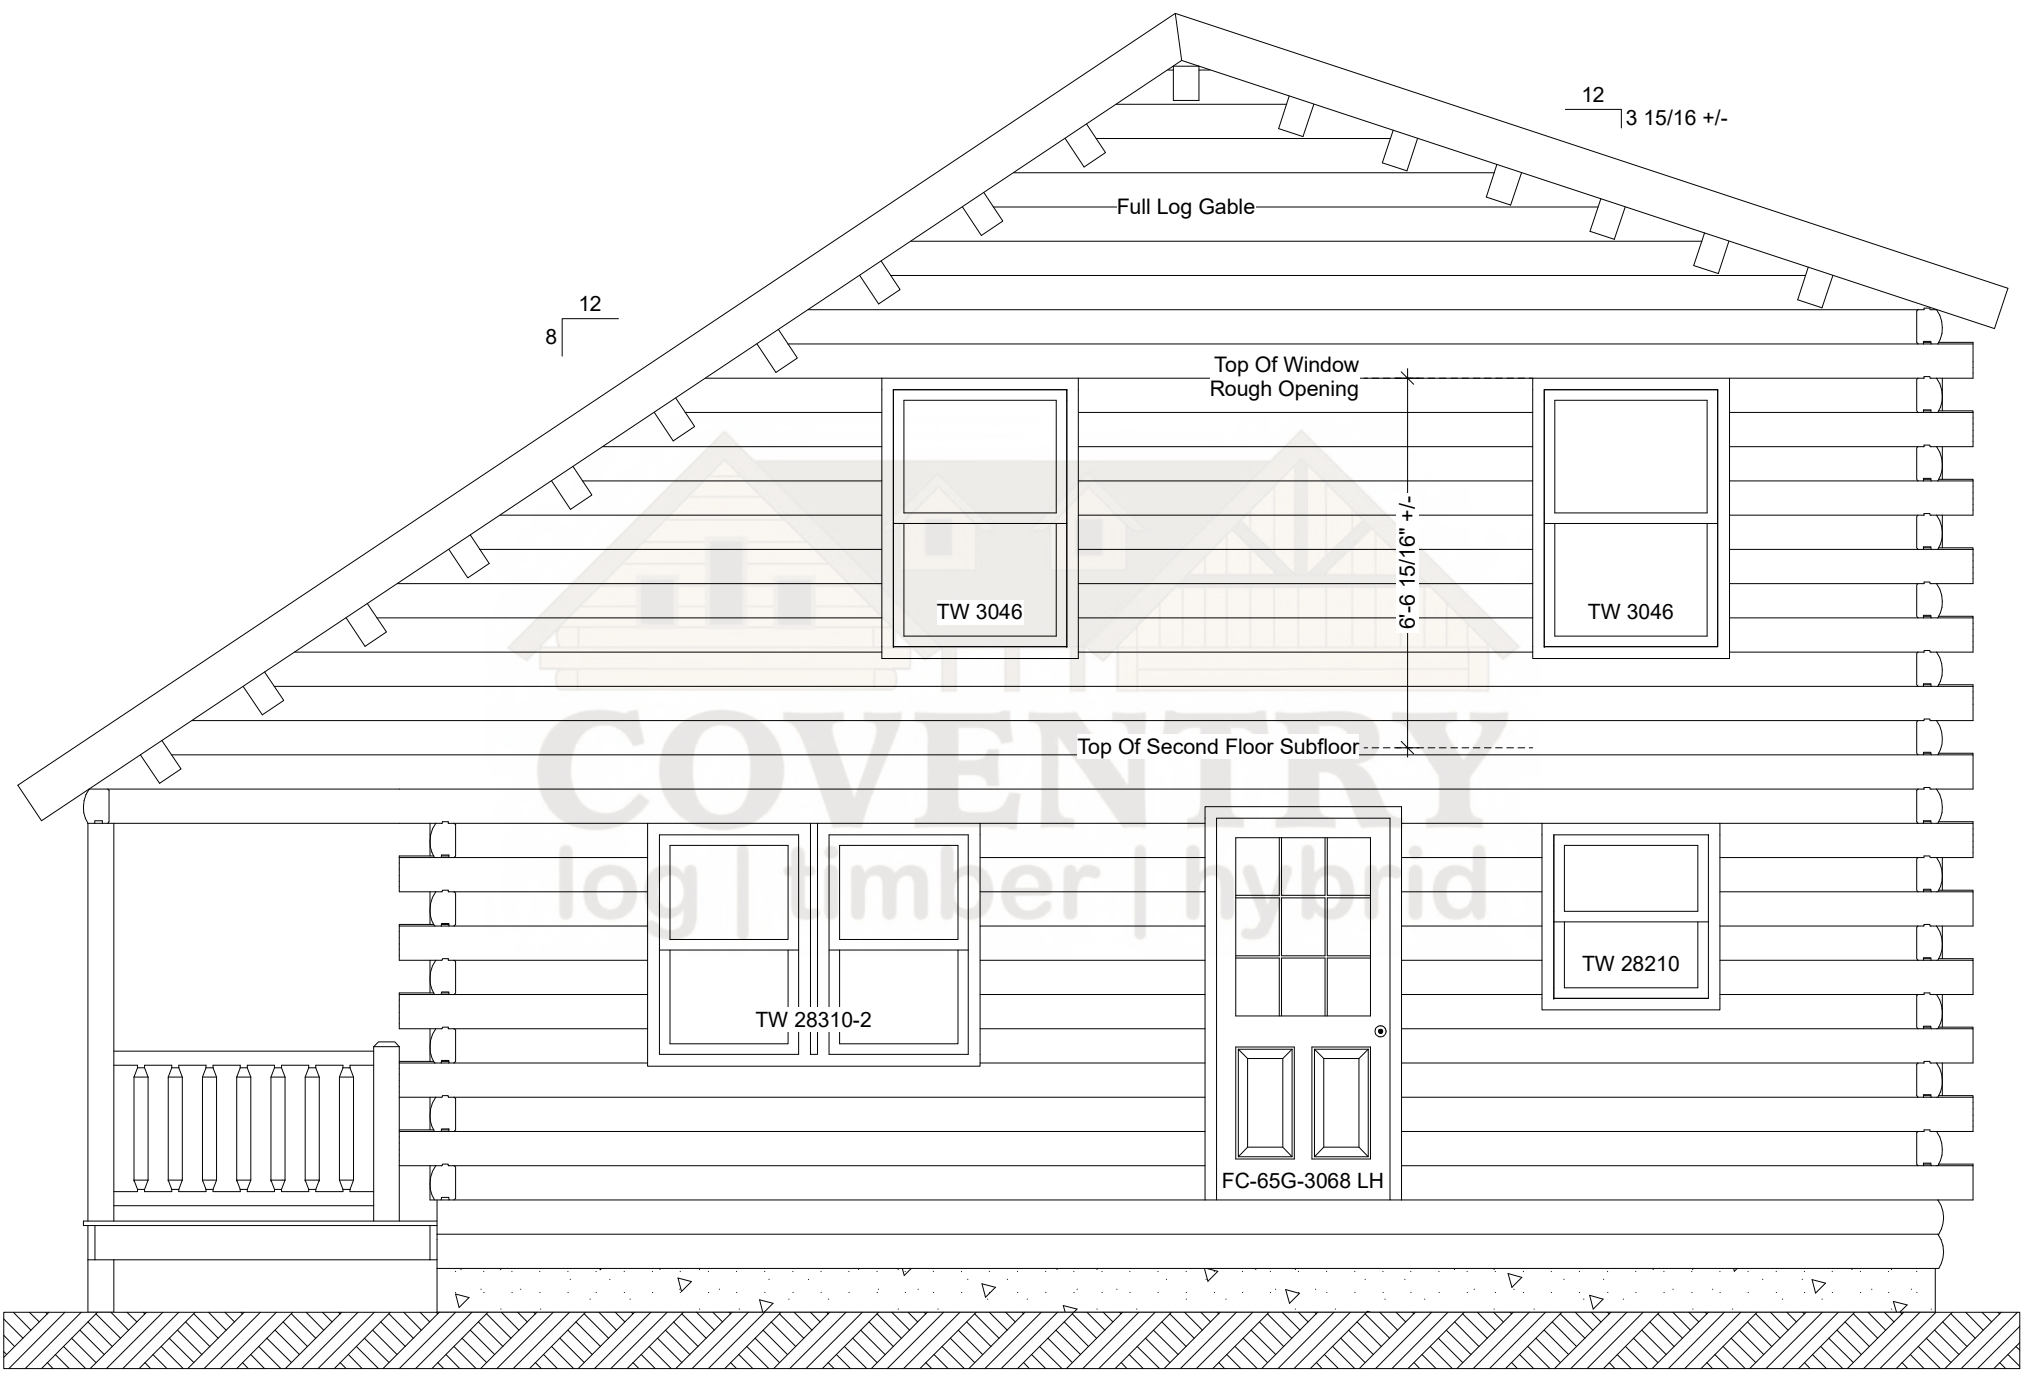 12
3 15/16 +/-
Full Log Gable
12
8
Top Of Window
Rough Opening
6'-6 15/16" +/-
TW 3046
TW 3046
COVENTRY
Top Of Second Floor Subfloor
log | timber | hybrid
TW 28210
TW 28310-2
FC-65G-3068 LH